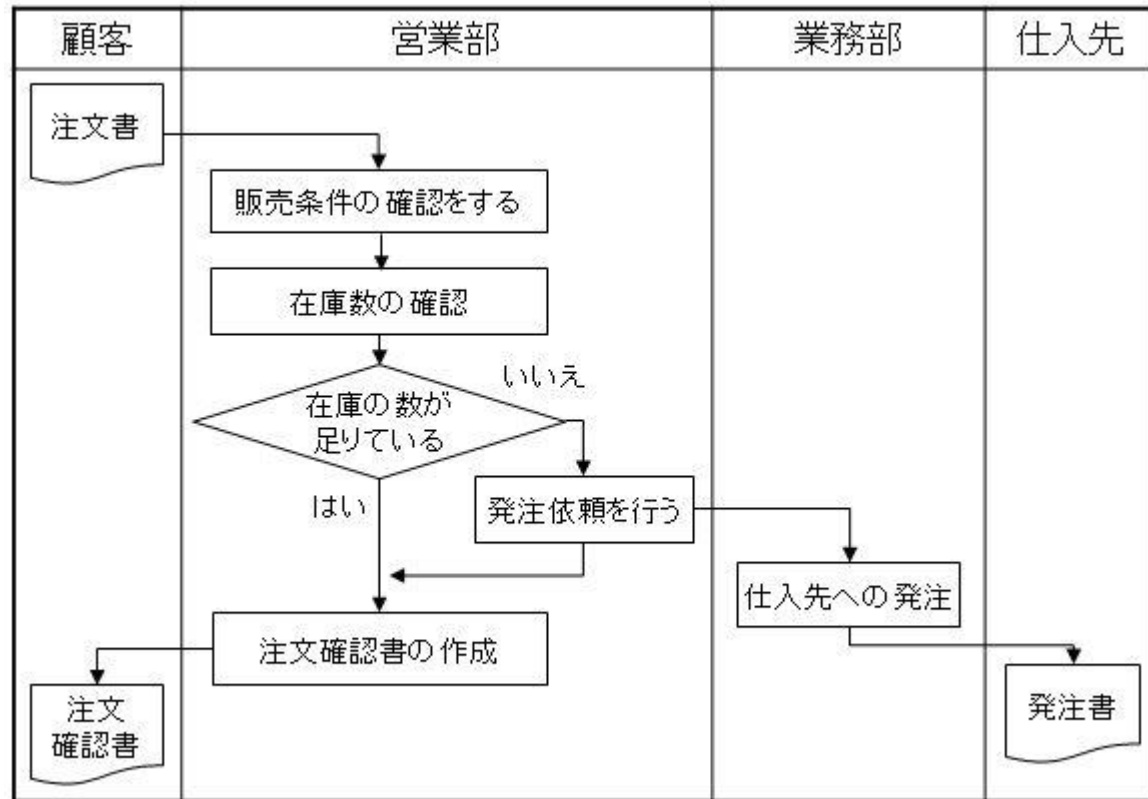 顧客
営業部
業務部
仕入先
注文書
販売条件の確認をする
在庫数の確認
いいえ
在庫の数が
足りている
はい
発注依頼を行う
仕入先への発注
注文確認書の作成
注文
確認書
発注書